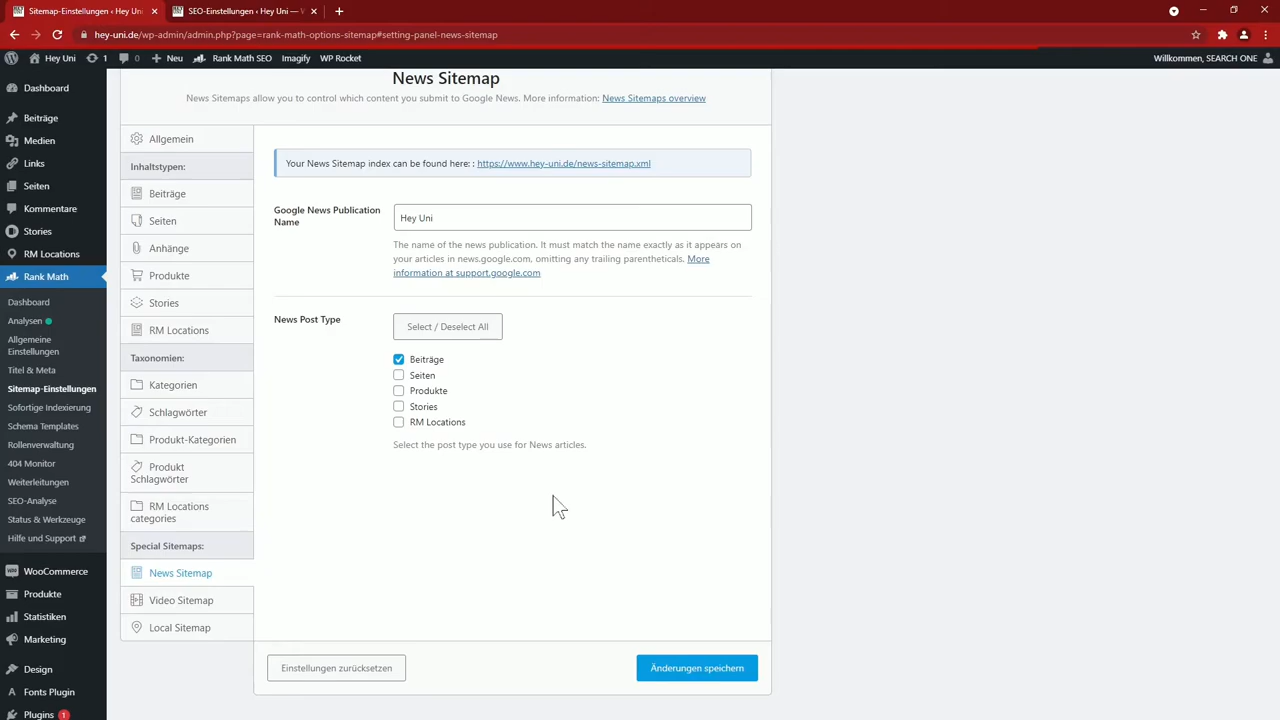 Sitemap-Einstellungen ‹ Hey Uni
SEO-Einstellungen ‹ Hey Uni —
hey-uni.de/wp-admin/admin.php?page=rank-math-options-sitemap#setting-panel-news-sitemap
Hey Uni
1
0
Neu
Rank Math SEO
Imagify
WP Rocket
Willkommen, SEARCH ONE
Dashboard
Beiträge
Medien
Links
Seiten
Kommentare
Stories
RM Locations
Rank Math
Dashboard
Analysen
Allgemeine
Einstellungen
Titel & Meta
Sitemap-Einstellungen
Sofortige Indexierung
Schema Templates
Rollenverwaltung
404 Monitor
Weiterleitungen
SEO-Analyse
Status & Werkzeuge
Hilfe und Support
WooCommerce
Produkte
Statistiken
Marketing
Design
Fonts Plugin
Plugins 1
News Sitemap
News Sitemaps allow you to control which content you submit to Google News. More information: News Sitemaps overview
Allgemein
Inhaltstypen:
Beiträge
Seiten
Anhänge
Produkte
Stories
RM Locations
Taxonomien:
Kategorien
Schlagwörter
Produkt-Kategorien
Produkt
Schlagwörter
RM Locations
categories
Special Sitemaps:
News Sitemap
Video Sitemap
Local Sitemap
Your News Sitemap index can be found here: : https://www.hey-uni.de/news-sitemap.xml
Google News Publication
Name
Hey Uni
The name of the news publication. It must match the name exactly as it appears on
your articles in news.google.com, omitting any trailing parentheticals. More
information at support.google.com
News Post Type
Select / Deselect All
Beiträge
Seiten
Produkte
Stories
RM Locations
Select the post type you use for News articles.
Einstellungen zurücksetzen
Änderungen speichern